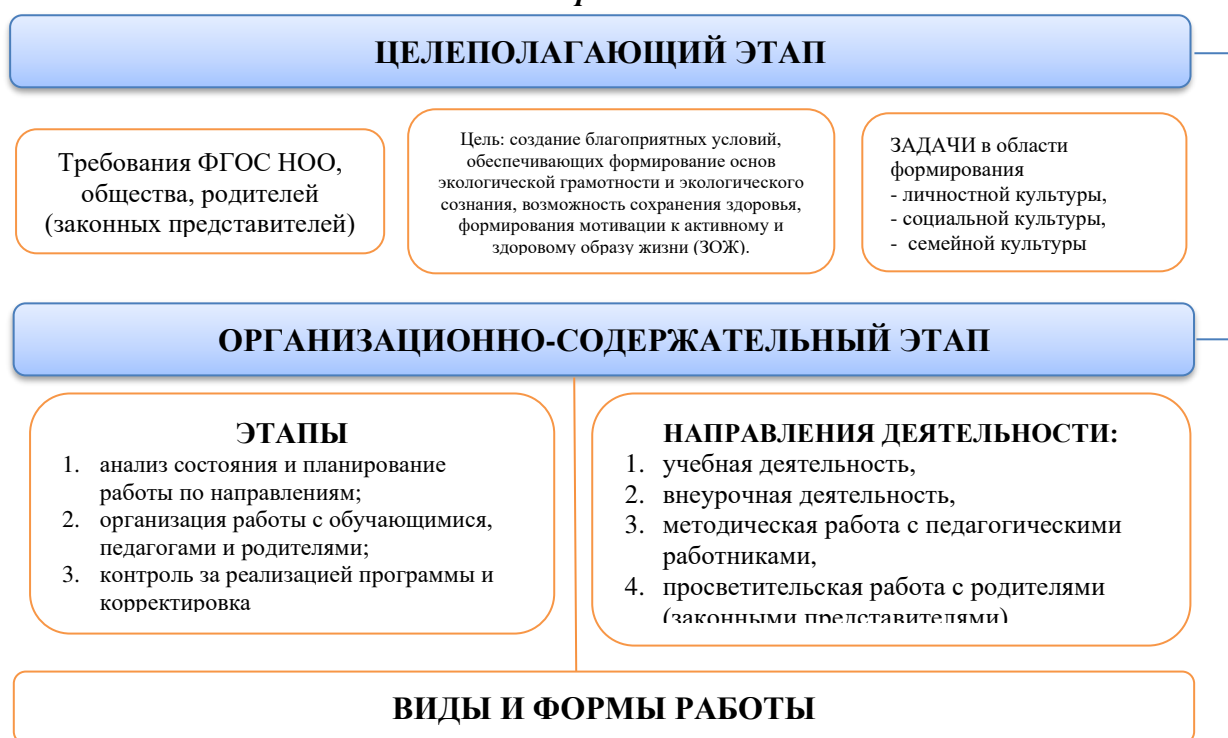 ЦЕЛЕПОЛАГАЮЩИЙ ЭТАП
Требования ФГОС НОО,
общества, родителей
(законных представителей)
Цель: создание благоприятных условий,
обеспечивающих формирование основ
экологической грамотности и экологического
сознания, возможность сохранения здоровья,
формирования мотивации к активному и
здоровому образу жизни (ЗОЖ).
ЗАДАЧИ в области
формирования
- личностной культуры,
- социальной культуры,
- семейной культуры
ОРГАНИЗАЦИОННО-СОДЕРЖАТЕЛЬНЫЙ ЭТАП
ЭТАПЫ
1. анализ состояния и планирование
работы по направлениям;
2. организация работы с обучающимися,
педагогами и родителями;
3. контроль за реализацией программы и
корректировка
НАПРАВЛЕНИЯ ДЕЯТЕЛЬНОСТИ:
1. учебная деятельность,
2. внеурочная деятельность,
3. методическая работа с педагогическими
работниками,
4. просветительская работа с родителями
(законными представителями)
ВИДЫ И ФОРМЫ РАБОТЫ